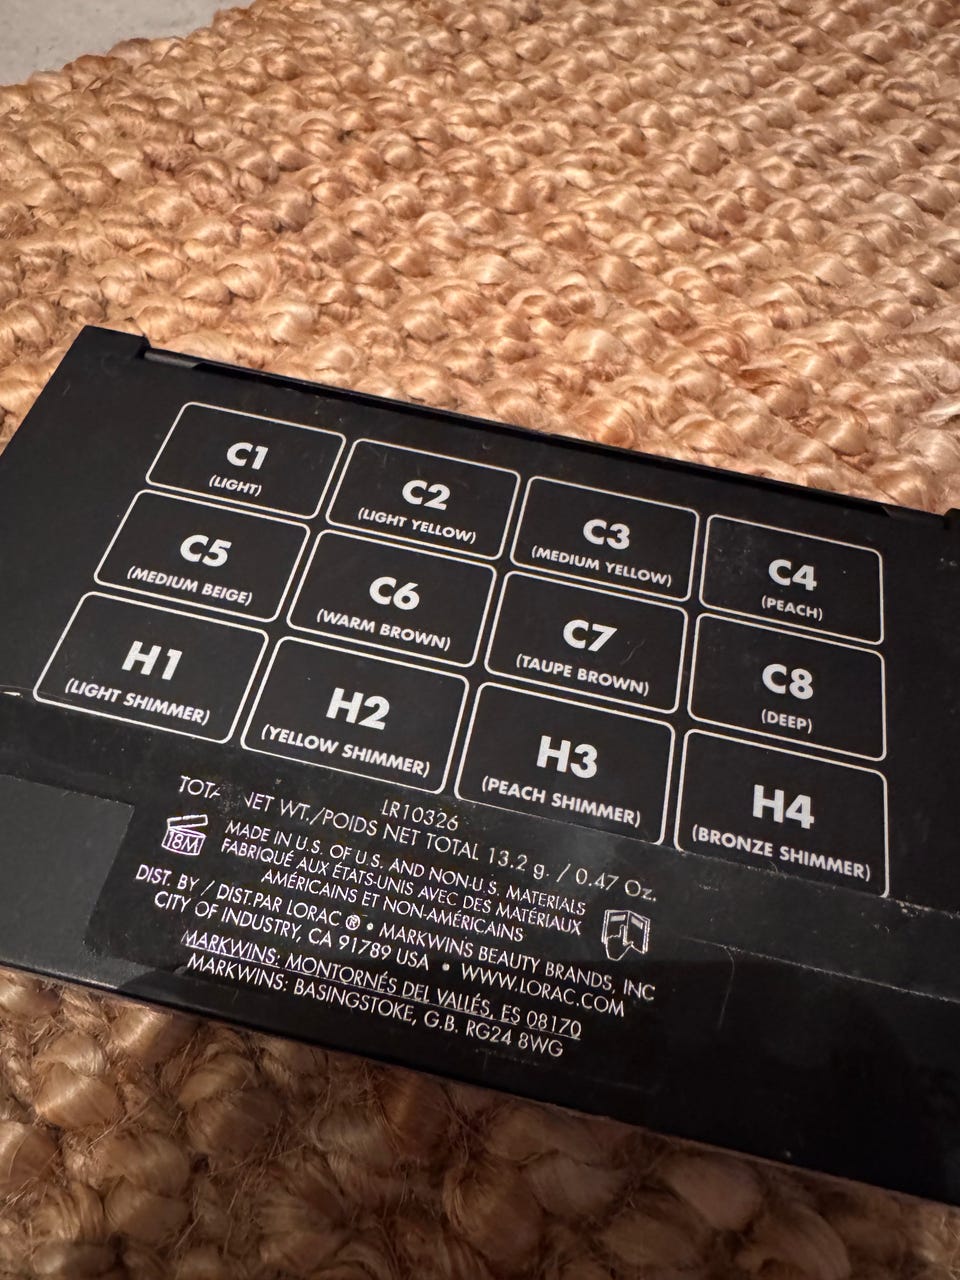 C1
(LIGHT)
C2
(LIGHT YELLOW)
C3
(MEDIUM YELLOW)
C4
(PEACH)
C5
(MEDIUM BEIGE)
C6
(WARM BROWN)
C7
(TAUPE BROWN)
C8
(DEEP)
H1
(LIGHT SHIMMER)
H2
(YELLOW SHIMMER)
H3
(PEACH SHIMMER)
H4
(BRONZE SHIMMER)
LR10326
WT./POIDS NET TOTAL 13.2 g. / 0.47 Oz.
18M
MADE IN U.S. OF U.S. AND NON-U.S. MATERIALS
FABRIQUÉ AUX ÉTATS-UNIS AVEC DES MATÉRIAUX
AMÉRICAINS ET NON-AMÉRICAINS
DIST. BY / DIST.PAR LORAC ® • MARKWINS BEAUTY BRANDS, INC
CITY OF INDUSTRY, CA 91789 USA • WWW.LORAC.COM
MARKWINS: MONTORNÉS DEL VALLÉS, ES 08170
MARKWINS: BASINGSTOKE, G.B. RG24 8WG